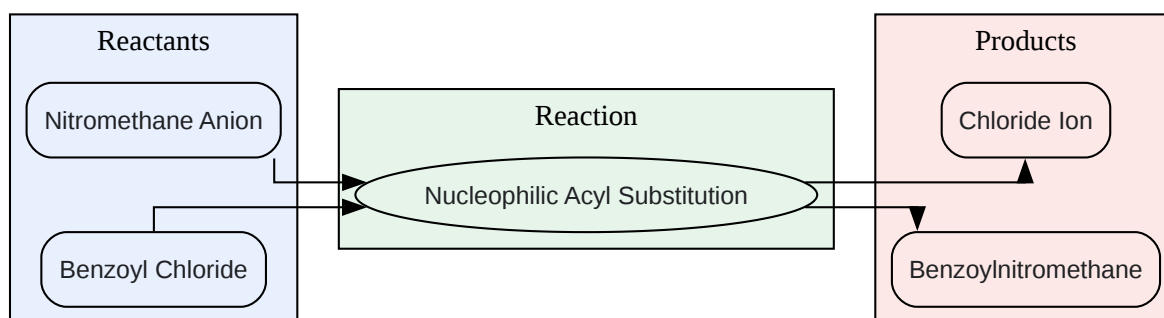 Reactants
Nitromethane Anion
Benzoyl Chloride
Reaction
Nucleophilic Acyl Substitution
Products
Chloride Ion
Benzoylnitromethane